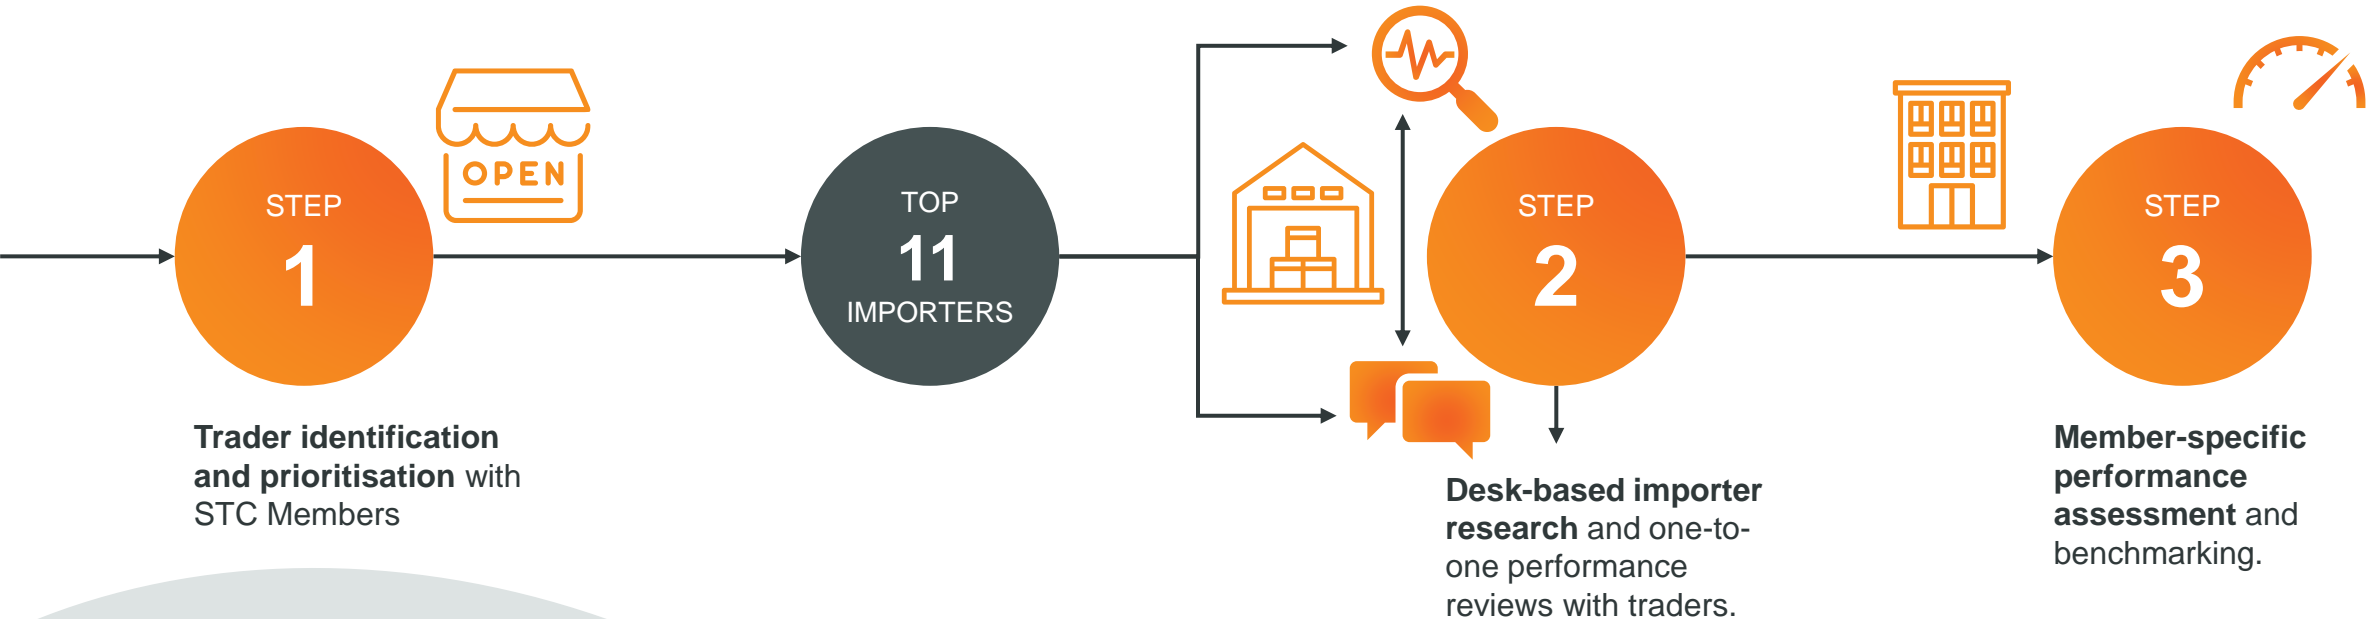 STEP
1
OPEN
Trader identification
and prioritisation with
STC Members
TOP
11
IMPORTERS
STEP
2
Desk-based importer
research and one-to-
one performance
reviews with traders.
STEP
3
Member-specific
performance
assessment and
benchmarking.